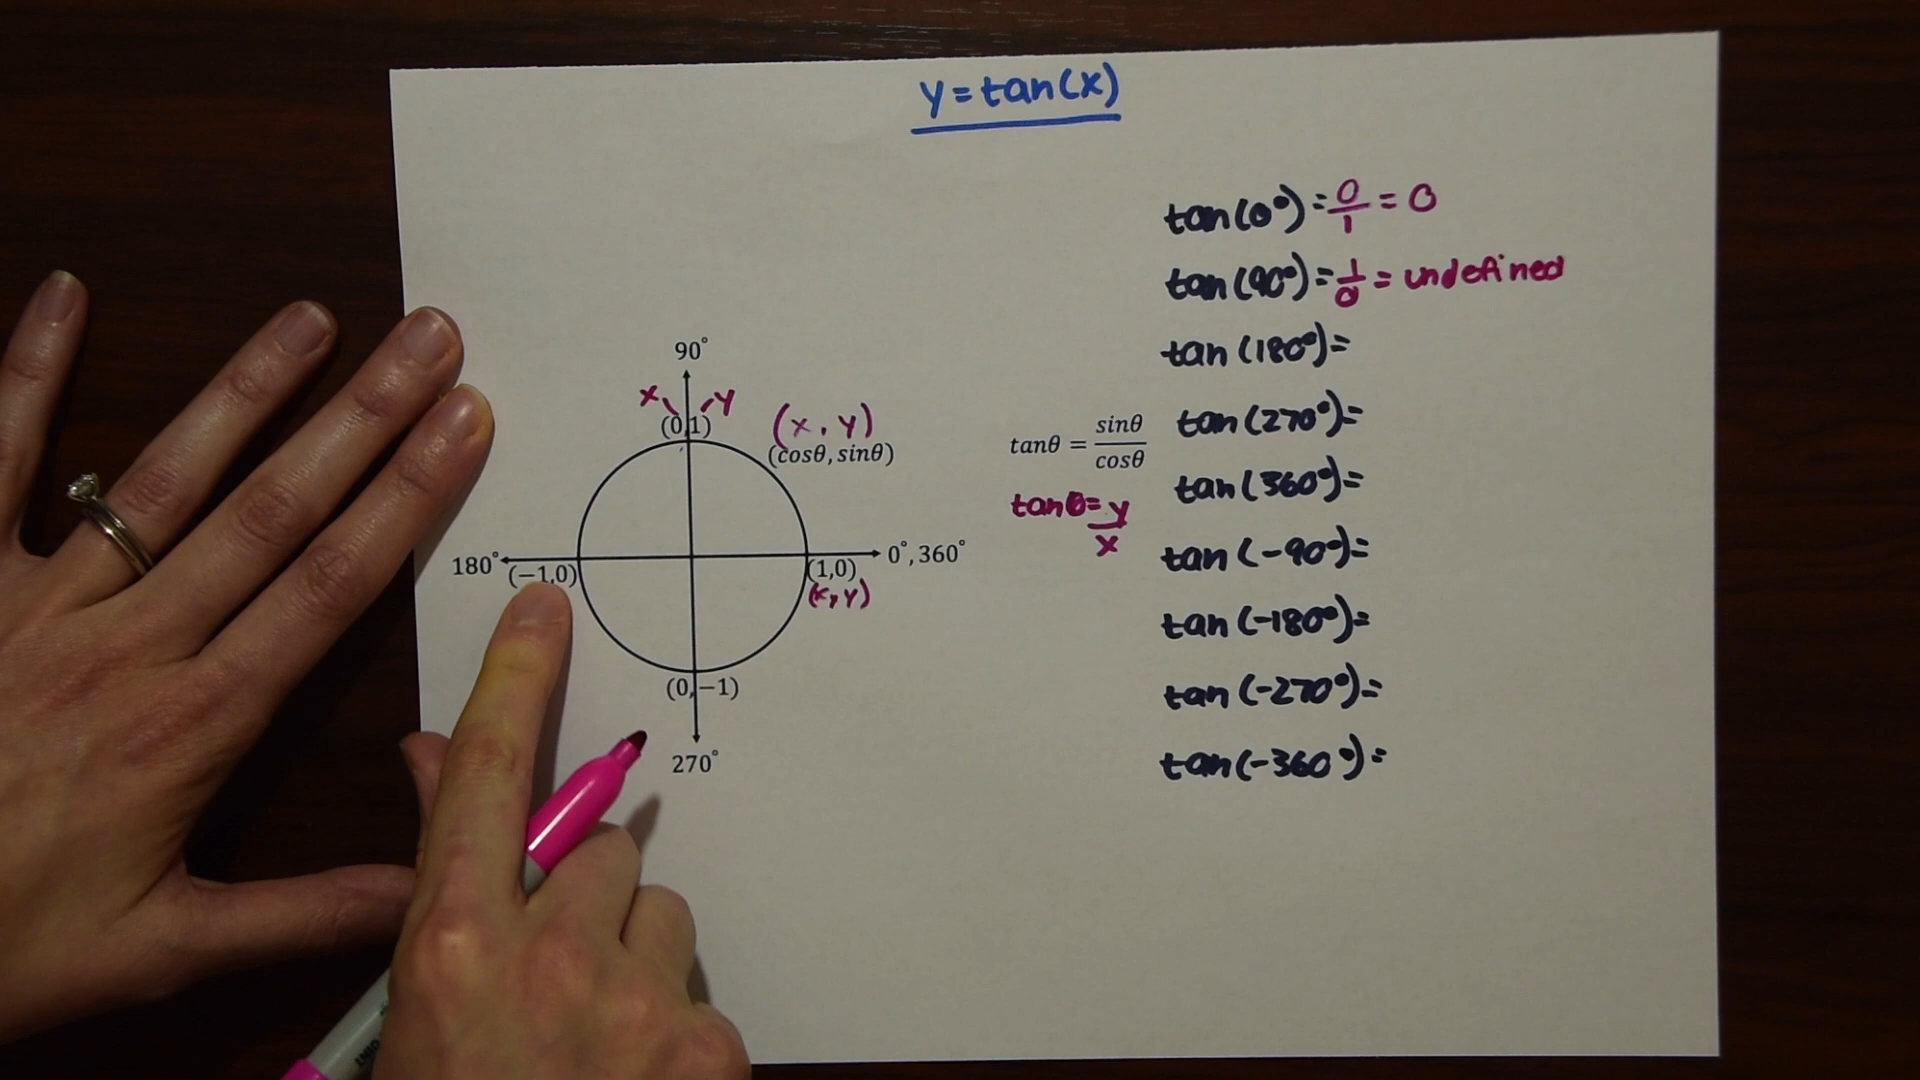 y=tan(x)
tan(0°)=0/1=0
tan(90°)=1/0=undefined
tan(180°)=
tan(270°)=
tan(360°)=
tan(-90°)=
tan(-180°)=
tan(-270°)=
tan(-360°)=
90°
x y
(0,1)
(x,y)
(cosθ,sinθ)
180°
(−1,0)
(1,0)
0°,360°
(x,y)
(0,−1)
270°
tanθ = sinθ/cosθ
tanθ=y/x